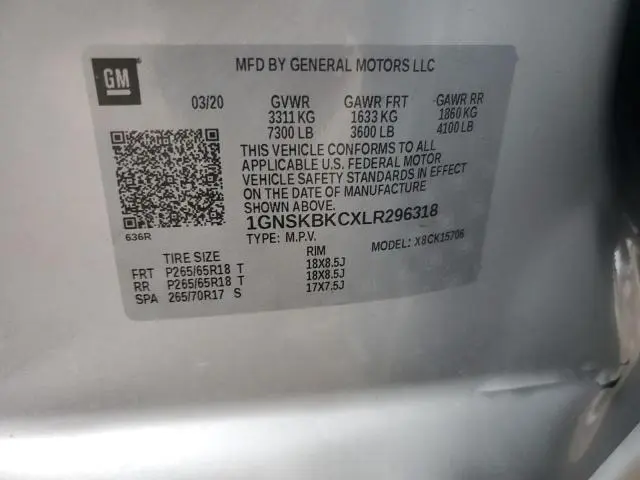 GM
MFD BY GENERAL MOTORS LLC
03/20 GVWR GAWR FRT GAWR RR
3311 KG 1633 KG 1860 KG
7300 LB 3600 LB 4100 LB
THIS VEHICLE CONFORMS TO ALL
APPLICABLE U.S. FEDERAL MOTOR
VEHICLE SAFETY STANDARDS IN EFFECT
ON THE DATE OF MANUFACTURE
SHOWN ABOVE.
1GNSKBKCXLR296318
636R
TYPE: M.P.V. MODEL: X8CK15706
TIRE SIZE RIM
FRT P265/65R18 T 18X8.5J
RR P265/65R18 T 18X8.5J
SPA 265/70R17 S 17X7.5J